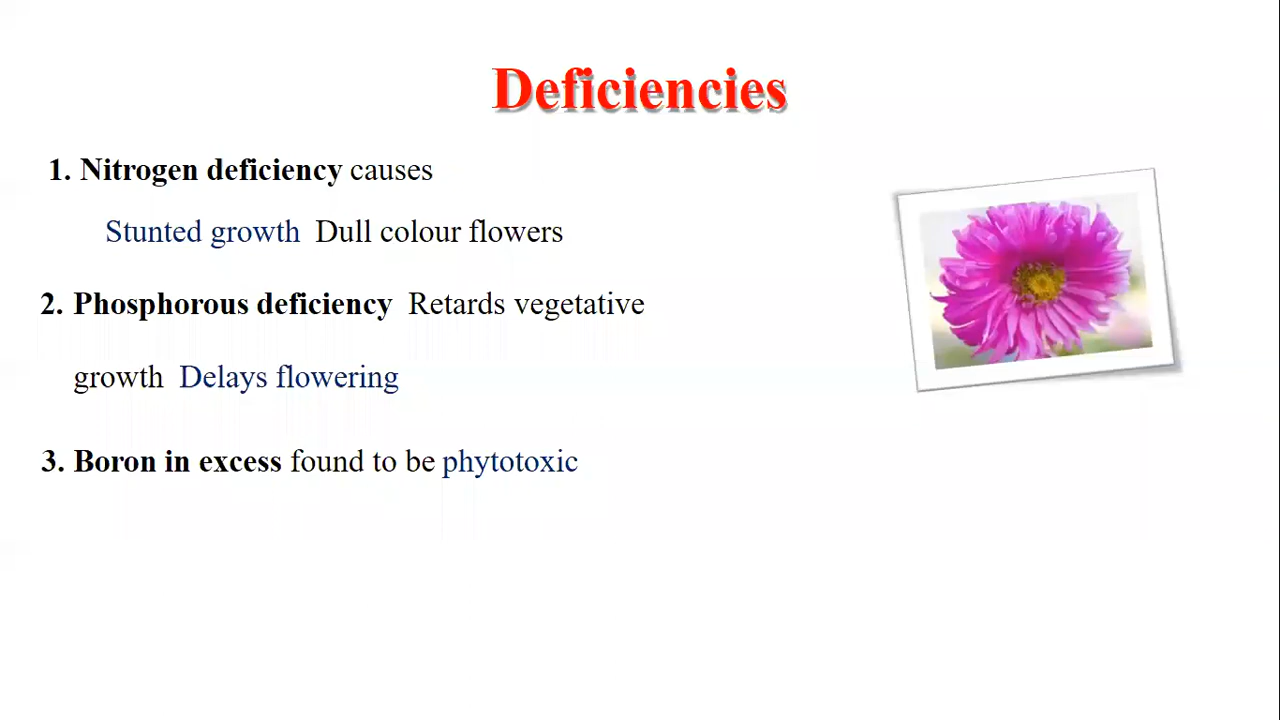 Deficiencies
1. Nitrogen deficiency causes
Stunted growth Dull colour flowers
2. Phosphorous deficiency Retards vegetative
growth Delays flowering
3. Boron in excess found to be phytotoxic